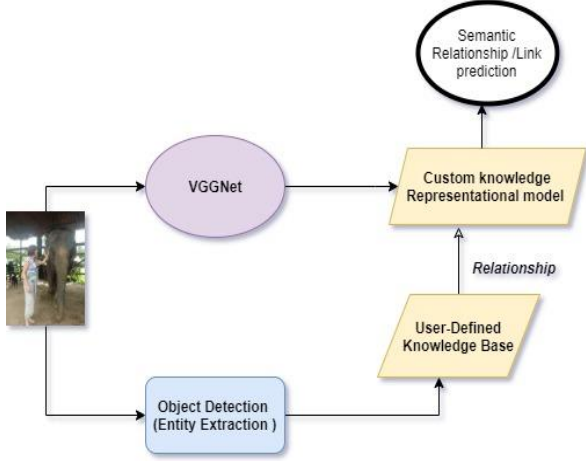 Semantic
Relationship /Link
prediction
VGGNet
Custom knowledge
Representational model
Relationship
User-Defined
Knowledge Base
Object Detection
(Entity Extraction )